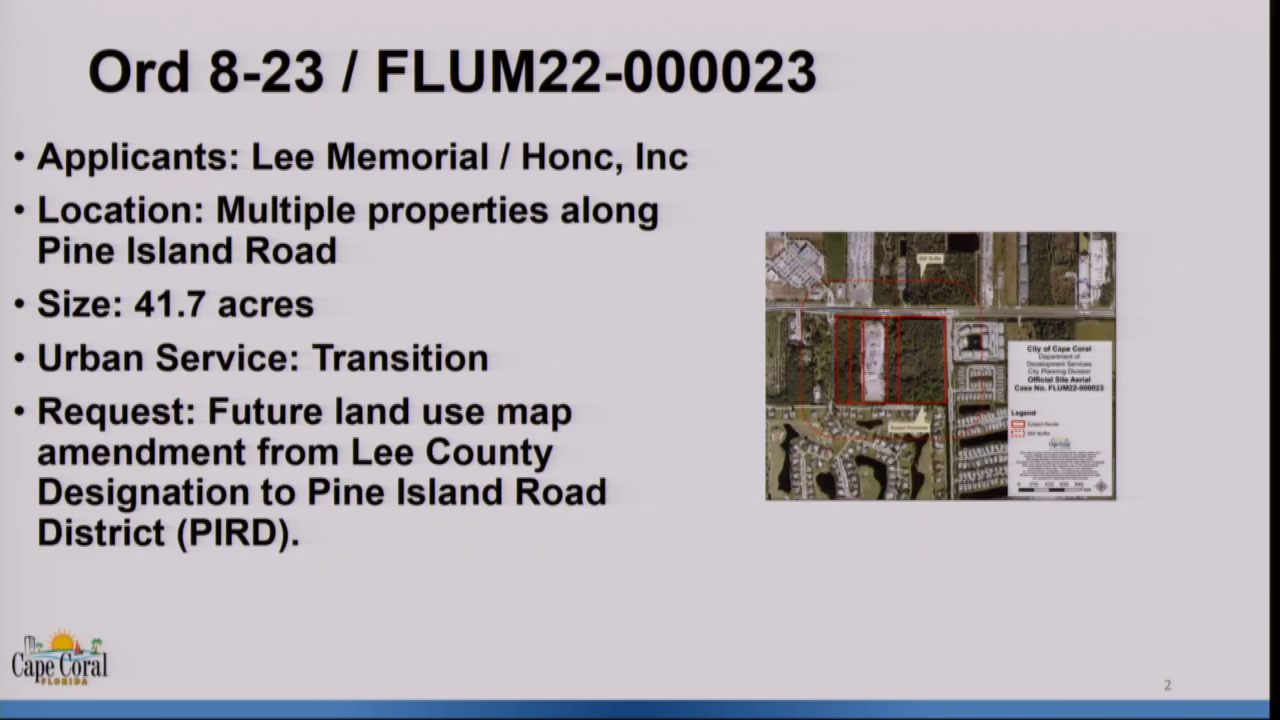 Ord 8-23 / FLUM22-000023
• Applicants: Lee Memorial / Honc, Inc
• Location: Multiple properties along
Pine Island Road
• Size: 41.7 acres
• Urban Service: Transition
• Request: Future land use map
amendment from Lee County
Designation to Pine Island Road
District (PIRD).
City of Cape Coral
Department of
Development Services
City Planning Division
Official Site Aerial
Case No. FLUM22-000023
Legend
Subject Parcels
Cape Coral
FLORIDA
2